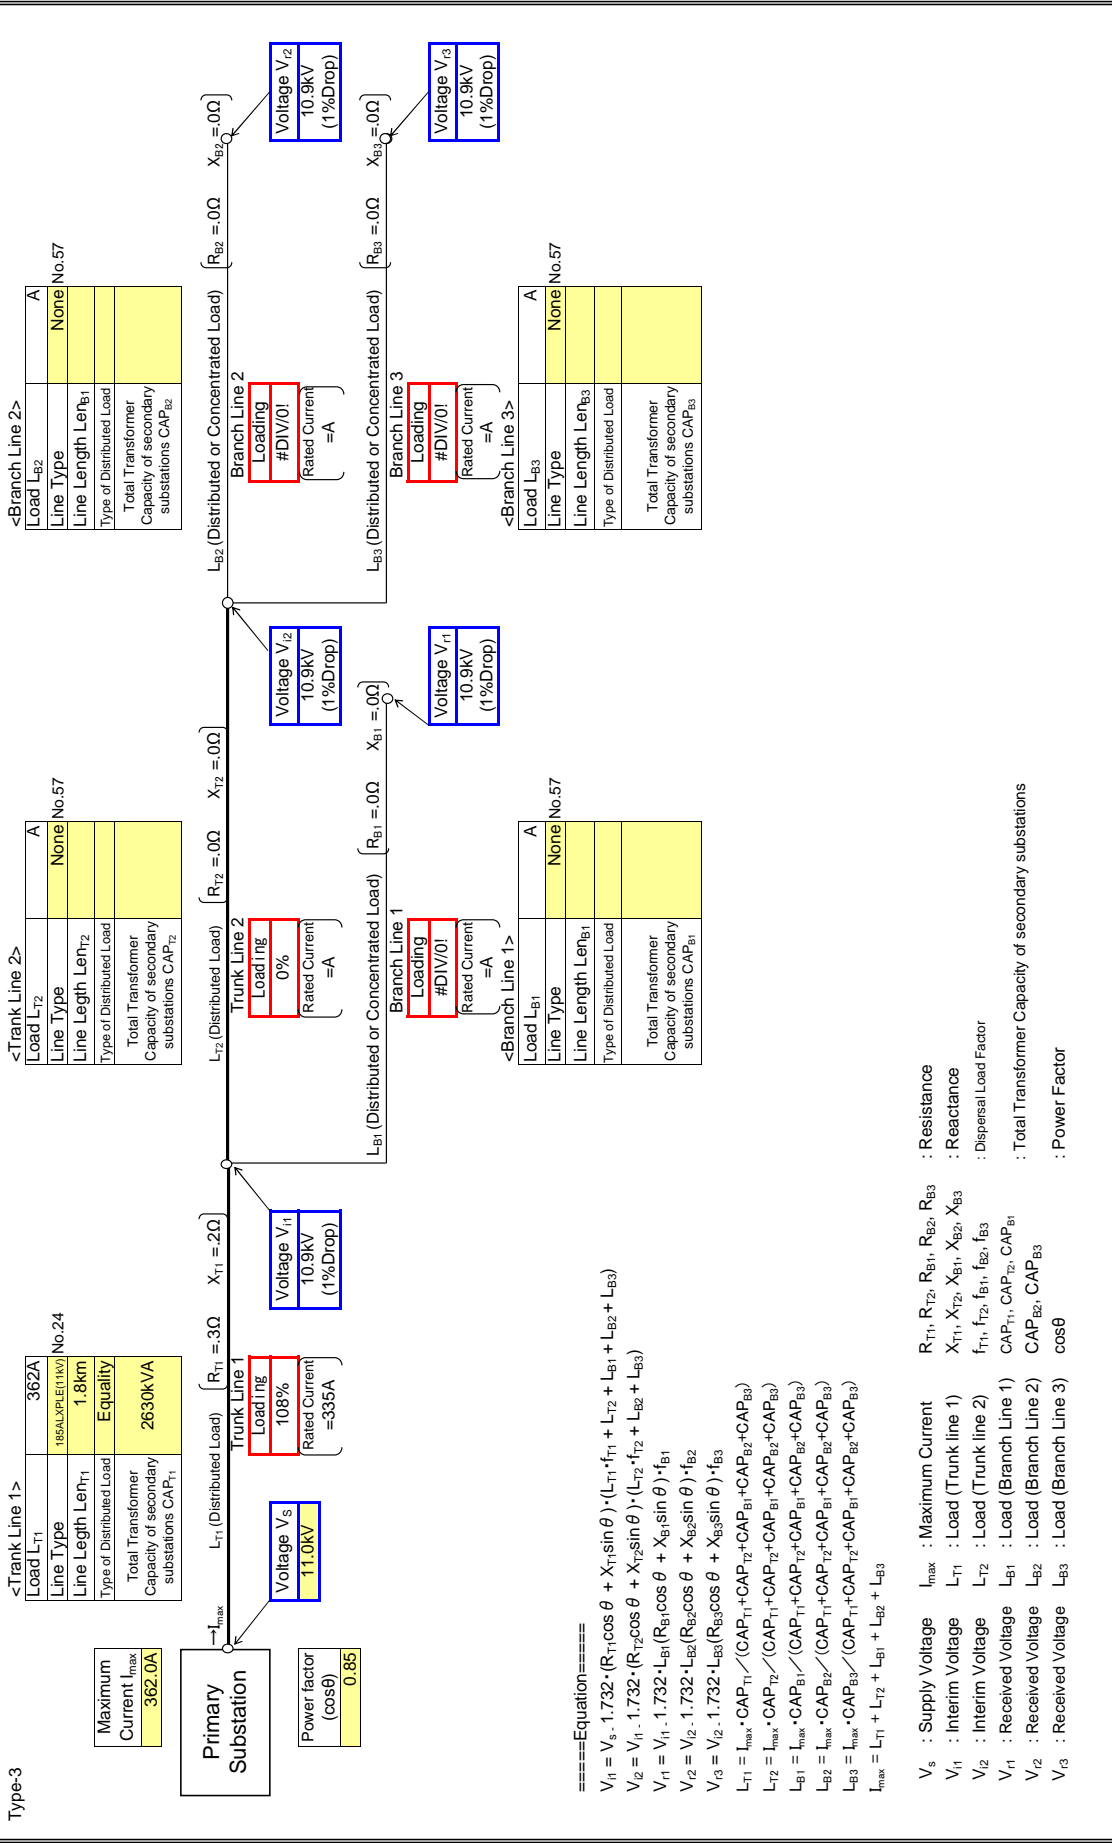 Type-3
Maximum
Current Imax
362.0A
Primary
Substation
Power factor
(cosθ)
0.85
→Imax
Voltage VS
11.0kV
<Trank Line 1>
Load LT1 362A
Line Type 185ALXPLE(11kV) No.24
Line Legth LenT1 1.8km
Type of Distributed Load Equality
Total Transformer
Capacity of secondary
substations CAPT1
2630kVA
LT1 (Distributed Load) RT1 =.3Ω XT1 =.2Ω
Trunk Line 1
Loading
108%
Rated Current
=335A
Voltage Vi1
10.9kV
(1%Drop)
<Trank Line 2>
Load LT2 A
Line Type None No.57
Line Length LenT2
Type of Distributed Load
Total Transformer
Capacity of secondary
substations CAPT2
LT2 (Distributed Load) RT2 =.0Ω XT2 =.0Ω
Trunk Line 2
Loading
0%
Rated Current
=A
Voltage Vi2
10.9kV
(1%Drop)
LB1 (Distributed or Concentrated Load) RB1 =.0Ω XB1 =.0Ω
Branch Line 1
Loading
#DIV/0!
Rated Current
=A
Voltage Vr1
10.9kV
(1%Drop)
<Branch Line 1>
Load LB1 A
Line Type None No.57
Line Length LenB1
Type of Distributed Load
Total Transformer
Capacity of secondary
substations CAPB1
<Branch Line 2>
Load LB2 A
Line Type None No.57
Line Length LenB1
Type of Distributed Load
Total Transformer
Capacity of secondary
substations CAPB2
LB2 (Distributed or Concentrated Load) RB2 =.0Ω XB2 =.0Ω
Branch Line 2
Loading
#DIV/0!
Rated Current
=A
Voltage Vr2
10.9kV
(1%Drop)
LB3 (Distributed or Concentrated Load) RB3 =.0Ω XB3 =.0Ω
Branch Line 3
Loading
#DIV/0!
Rated Current
=A
Voltage Vr3
10.9kV
(1%Drop)
<Branch Line 3>
Load LB3 A
Line Type None No.57
Line Length LenB3
Type of Distributed Load
Total Transformer
Capacity of secondary
substations CAPB3
=====Equation=====
Vi1 = Vs - 1.732・(RT1cos θ + XT1sin θ)・(LT1・fT1 + LT2 + LB1 + LB2 + LB3)
Vi2 = Vi1 - 1.732・(RT2cos θ + XT2sin θ)・(LT2・fT2 + LB2 + LB3)
Vr1 = Vi1 - 1.732・LB1(RB1cos θ + XB1sin θ)・fB1
Vr2 = Vi2 - 1.732・LB2(RB2cos θ + XB2sin θ)・fB2
Vr3 = Vi2 - 1.732・LB3(RB3cos θ + XB3sin θ)・fB3
LT1 = Imax・CAPT1／(CAPT1+CAPT2+CAPB1+CAPB2+CAPB3)
LT2 = Imax・CAPT2／(CAPT1+CAPT2+CAPB1+CAPB2+CAPB3)
LB1 = Imax・CAPB1／(CAPT1+CAPT2+CAPB1+CAPB2+CAPB3)
LB2 = Imax・CAPB2／(CAPT1+CAPT2+CAPB1+CAPB2+CAPB3)
LB3 = Imax・CAPB3／(CAPT1+CAPT2+CAPB1+CAPB2+CAPB3)
Imax = LT1 + LT2 + LB1 + LB2 + LB3
Vs : Supply Voltage Imax : Maximum Current RT1, RT2, RB1, RB2, RB3 : Resistance
Vi1 : Interim Voltage LT1 : Load (Trunk line 1) XT1, XT2, XB1, XB2, XB3 : Reactance
Vi2 : Interim Voltage LT2 : Load (Trunk line 2) fT1, fT2, fB1, fB2, fB3 : Dispersal Load Factor
Vr1 : Received Voltage LB1 : Load (Branch Line 1) CAPT1, CAPT2, CAPB1 : Total Transformer Capacity of secondary substations
Vr2 : Received Voltage LB2 : Load (Branch Line 2) CAPB2, CAPB3
Vr3 : Received Voltage LB3 : Load (Branch Line 3) cosθ : Power Factor